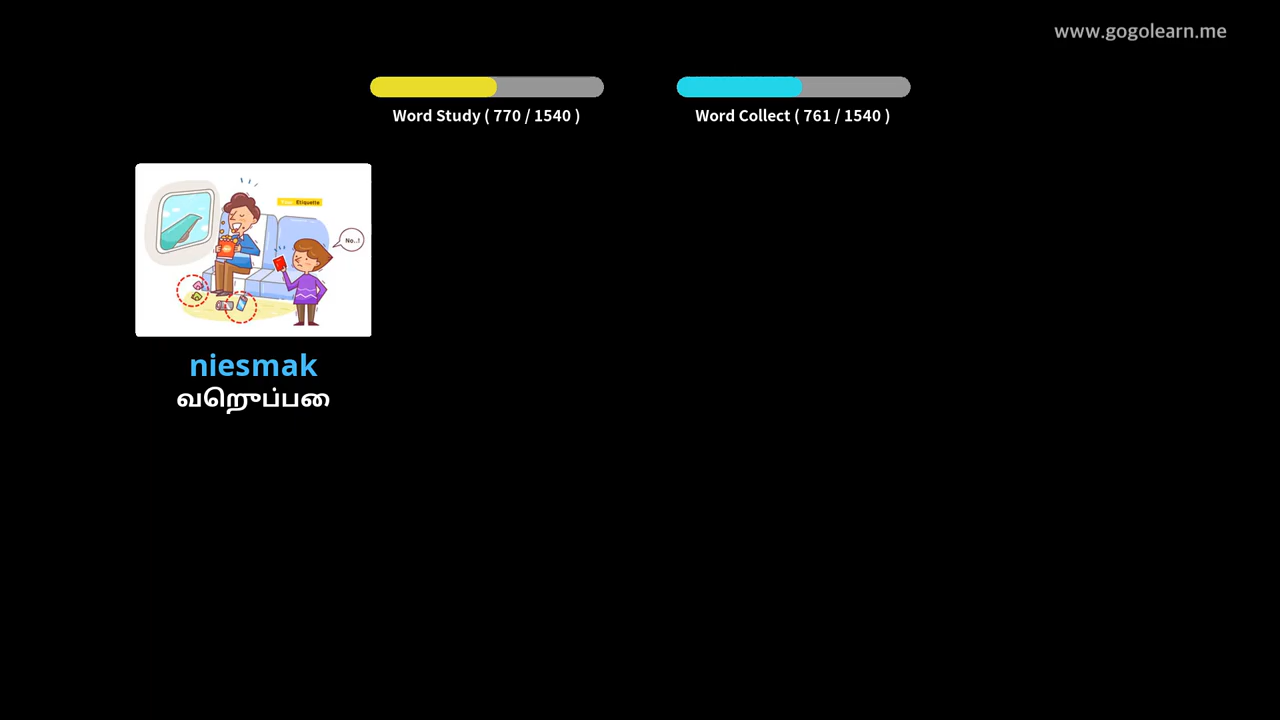 www.gogolearn.me
Word Study ( 770 / 1540 )
Word Collect ( 761 / 1540 )
Etiquette
No..!
niesmak
வெறுப்பை